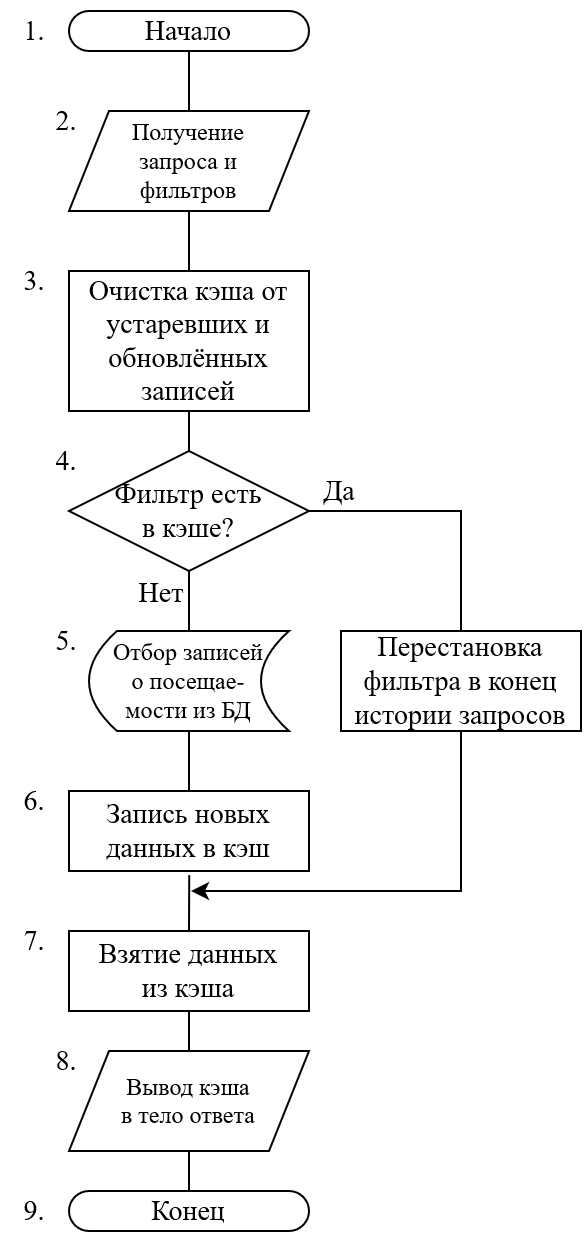 1.
Начало
2.
Получение
запроса и
фильтров
3.
Очистка кэша от
устаревших и
обновлённых
записей
4.
Фильтр есть
в кэше?
Да
Нет
5.
Отбор записей
о посещае-
мости из БД
Перестановка
фильтра в конец
истории запросов
6.
Запись новых
данных в кэш
7.
Взятие данных
из кэша
8.
Вывод кэша
в тело ответа
9.
Конец